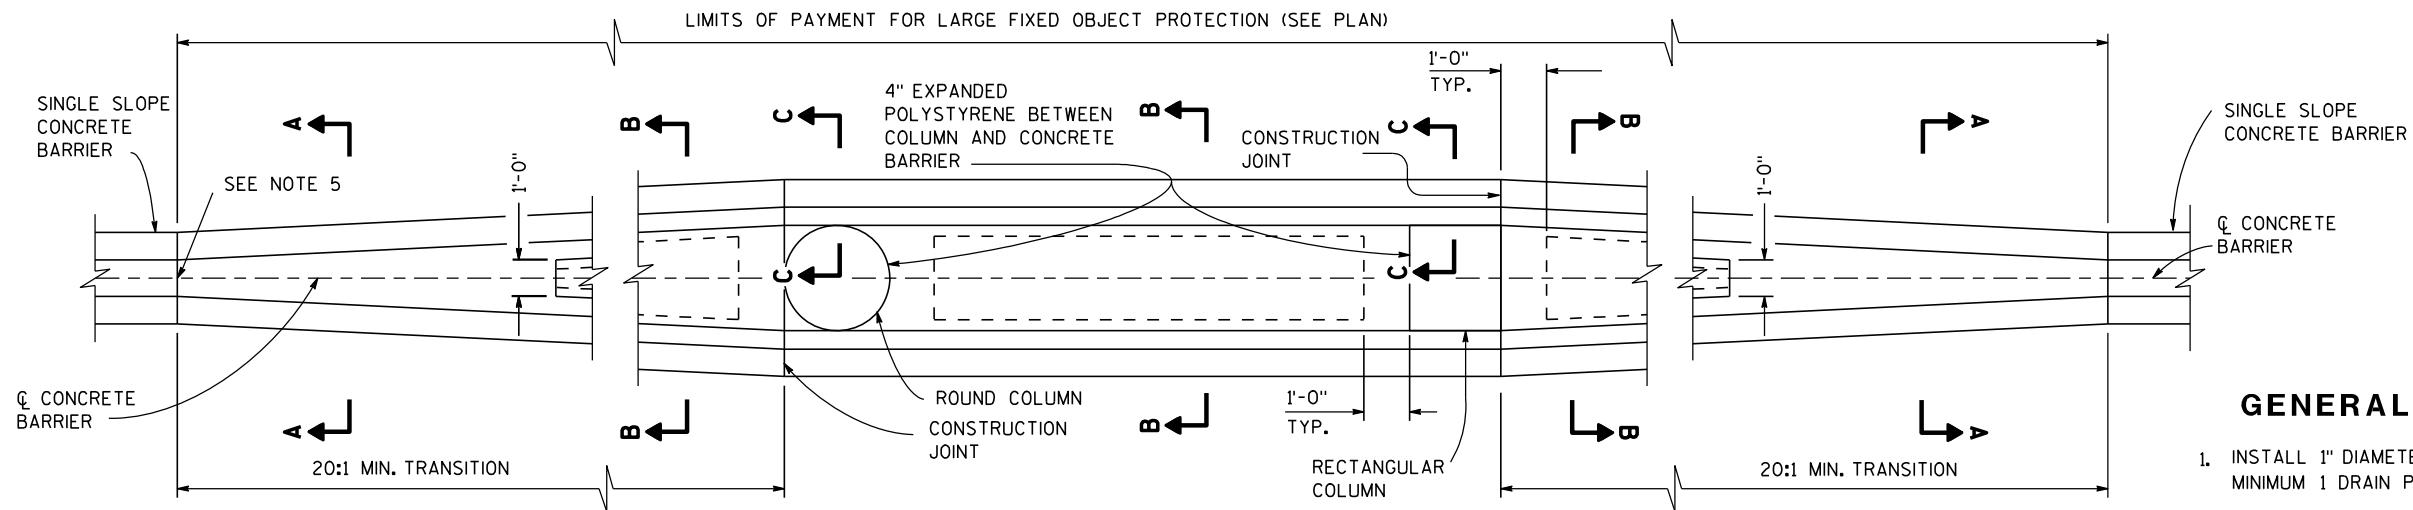 LIMITS OF PAYMENT FOR LARGE FIXED OBJECT PROTECTION (SEE PLAN)
SINGLE SLOPE
CONCRETE
BARRIER
SEE NOTE 5
A
1'-0"
B
C
4" EXPANDED
POLYSTYRENE BETWEEN
COLUMN AND CONCRETE
BARRIER
B
CONSTRUCTION
JOINT
C
1'-0"
TYP.
B
1'-0"
A
SINGLE SLOPE
CONCRETE BARRIER
℄ CONCRETE
BARRIER
C
C
℄ CONCRETE
BARRIER
A
20:1 MIN. TRANSITION
B
ROUND COLUMN
CONSTRUCTION
JOINT
B
1'-0"
TYP.
RECTANGULAR
COLUMN
B
A
20:1 MIN. TRANSITION
GENERAL
1. INSTALL 1" DIAMETE
MINIMUM 1 DRAIN P